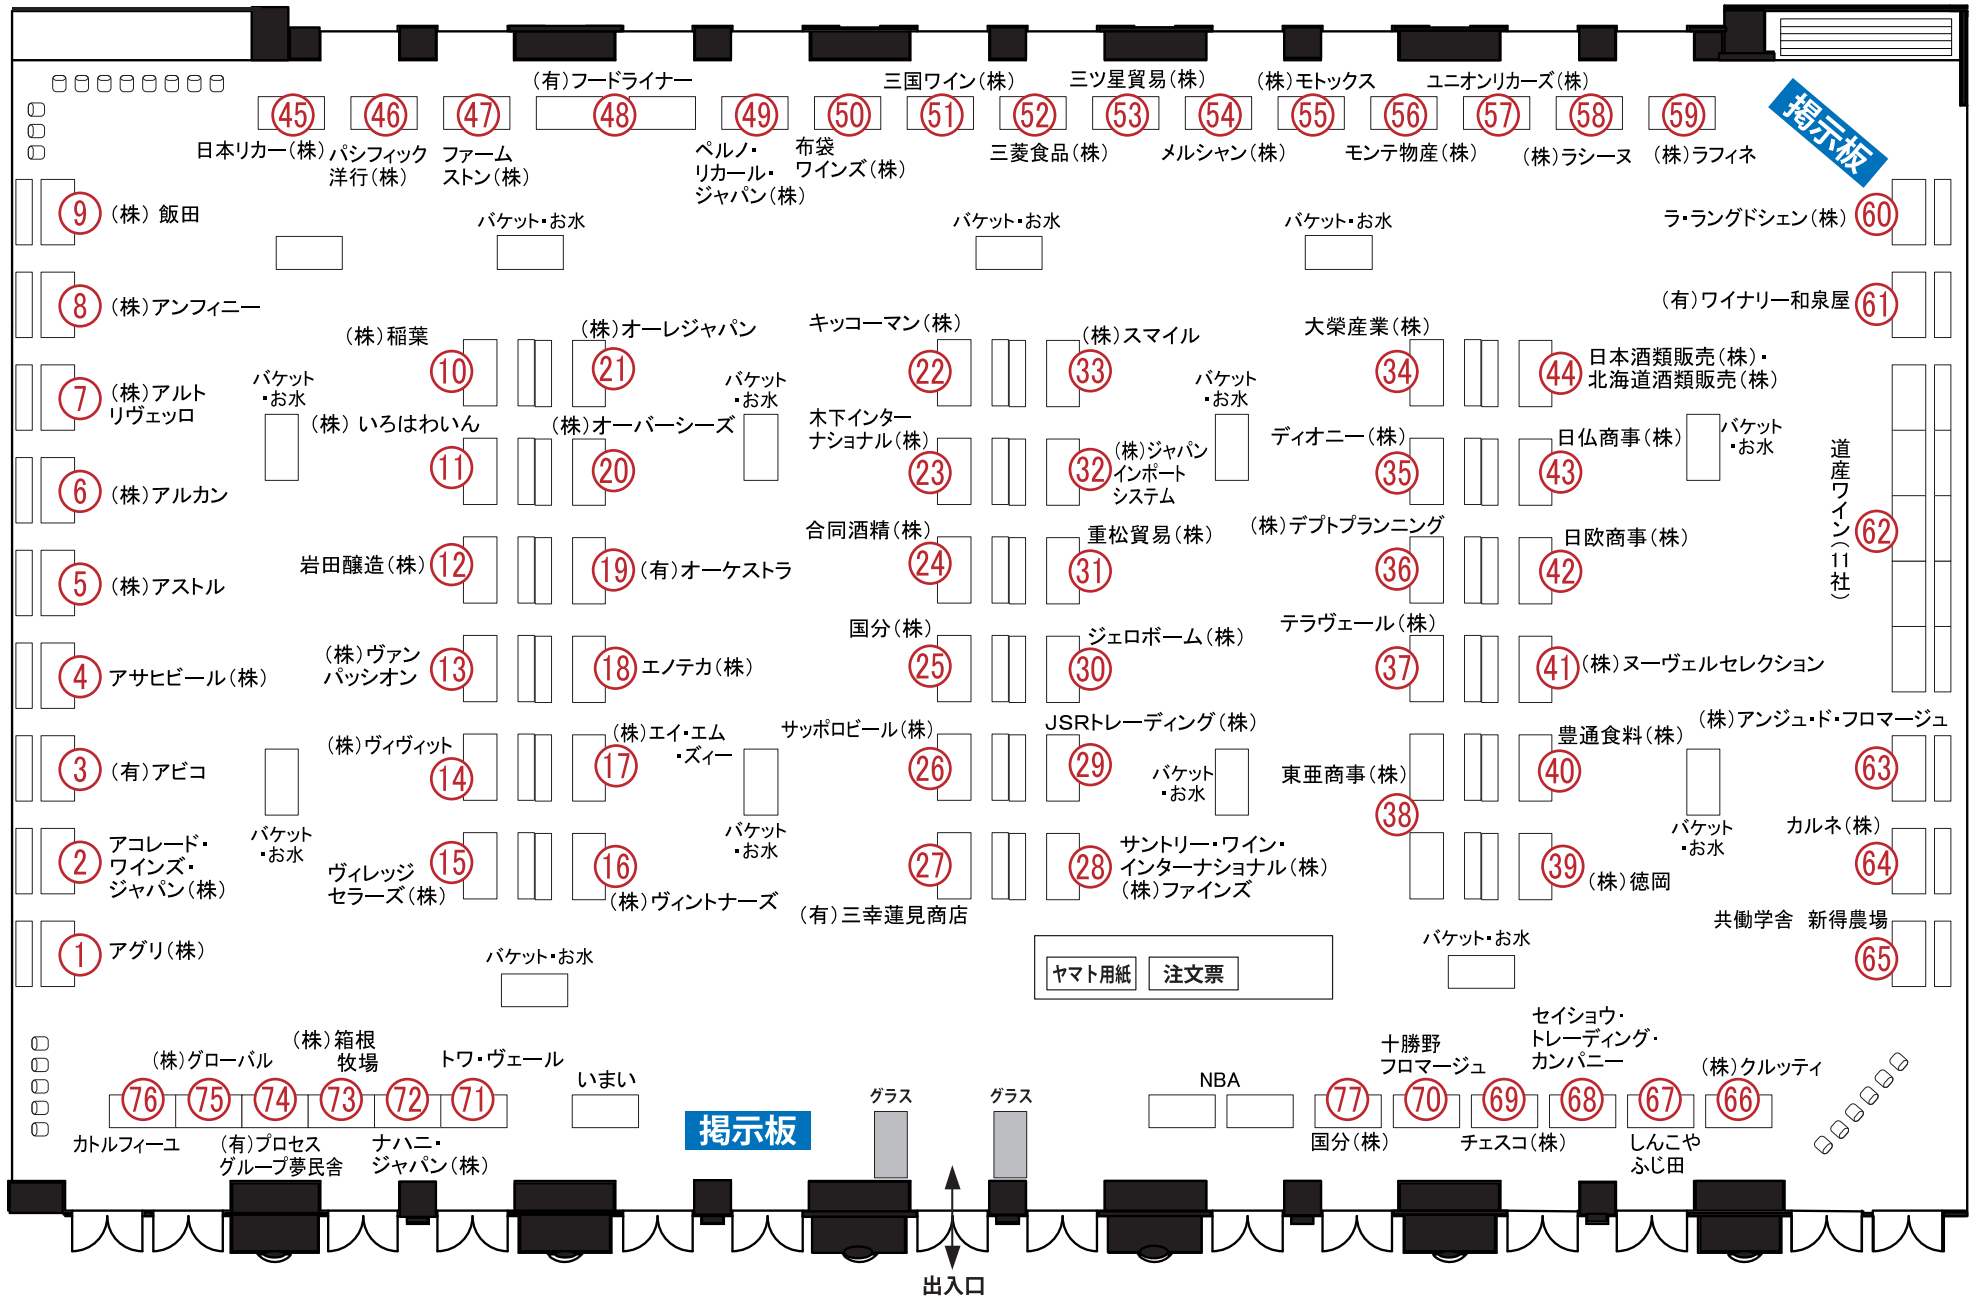 (有)フードライナー
三国ワイン(株)
三ツ星貿易(株)
(株)モトックス
ユニオンリカーズ(株)
45
46
47
48
49
50
51
52
53
54
55
56
57
58
59
日本リカー(株)
パシフィック
洋行(株)
ファーム
ストン(株)
ペルノ・
リカール・
ジャパン(株)
布袋
ワインズ(株)
三菱食品(株)
メルシャン(株)
モンテ物産(株)
(株)ラシーヌ
(株)ラフィネ
掲示板
9
(株) 飯田
バケット・お水
バケット・お水
バケット・お水
ラ・ラングドシェン(株)
60
8
(株)アンフィニー
(有)ワイナリー和泉屋
61
7
(株)アルト
リヴェッロ
6
(株)アルカン
5
(株)アストル
4
アサヒビール(株)
3
(有)アビコ
2
アコレード・
ワインズ・
ジャパン(株)
1
アグリ(株)
バケット
・お水
バケット
・お水
(株)稲葉
10
(株) いろはわいん
11
岩田醸造(株)
12
(株)ヴァン
パッシオン
13
(株)ヴィヴィット
14
ヴィレッジ
セラーズ(株)
15
(株)オーレジャパン
21
(株)オーバーシーズ
20
19
(有)オーケストラ
18
エノテカ(株)
(株)エイ・エム
・ズィー
17
16
(株)ヴィントナーズ
バケット
・お水
バケット
・お水
キッコーマン(株)
22
木下インター
ナショナル(株)
23
合同酒精(株)
24
国分(株)
25
サッポロビール(株)
26
27
(有)三幸蓮見商店
(株)スマイル
33
32
(株)ジャパン
インポート
システム
重松貿易(株)
31
ジェロボーム(株)
30
JSRトレーディング(株)
29
28
サントリー・ワイン・
インターナショナル(株)
(株)ファインズ
バケット
・お水
バケット
・お水
大榮産業(株)
34
ディオニー(株)
35
(株)デプトプランニング
36
テラヴェール(株)
37
東亜商事(株)
38
44
日本酒類販売(株)・
北海道酒類販売(株)
日仏商事(株)
43
日欧商事(株)
42
41
(株)ヌーヴェルセレクション
豊通食料(株)
40
39
(株)徳岡
バケット
・お水
バケット
・お水
道産ワイン(11社)
62
(株)アンジュ・ド・フロマージュ
63
カルネ(株)
64
共働学舎 新得農場
65
バケット・お水
ヤマト用紙
注文票
バケット・お水
(株)グローバル
(株)箱根
牧場
トワ・ヴェール
いまい
76
75
74
73
72
71
カトルフィーユ
(有)プロセス
グループ夢民舎
ナハニ・
ジャパン(株)
掲示板
グラス
グラス
NBA
十勝野
フロマージュ
セイショウ・
トレーディング・
カンパニー
(株)クルッティ
77
70
69
68
67
66
国分(株)
チェスコ(株)
しんこや
ふじ田
出入口